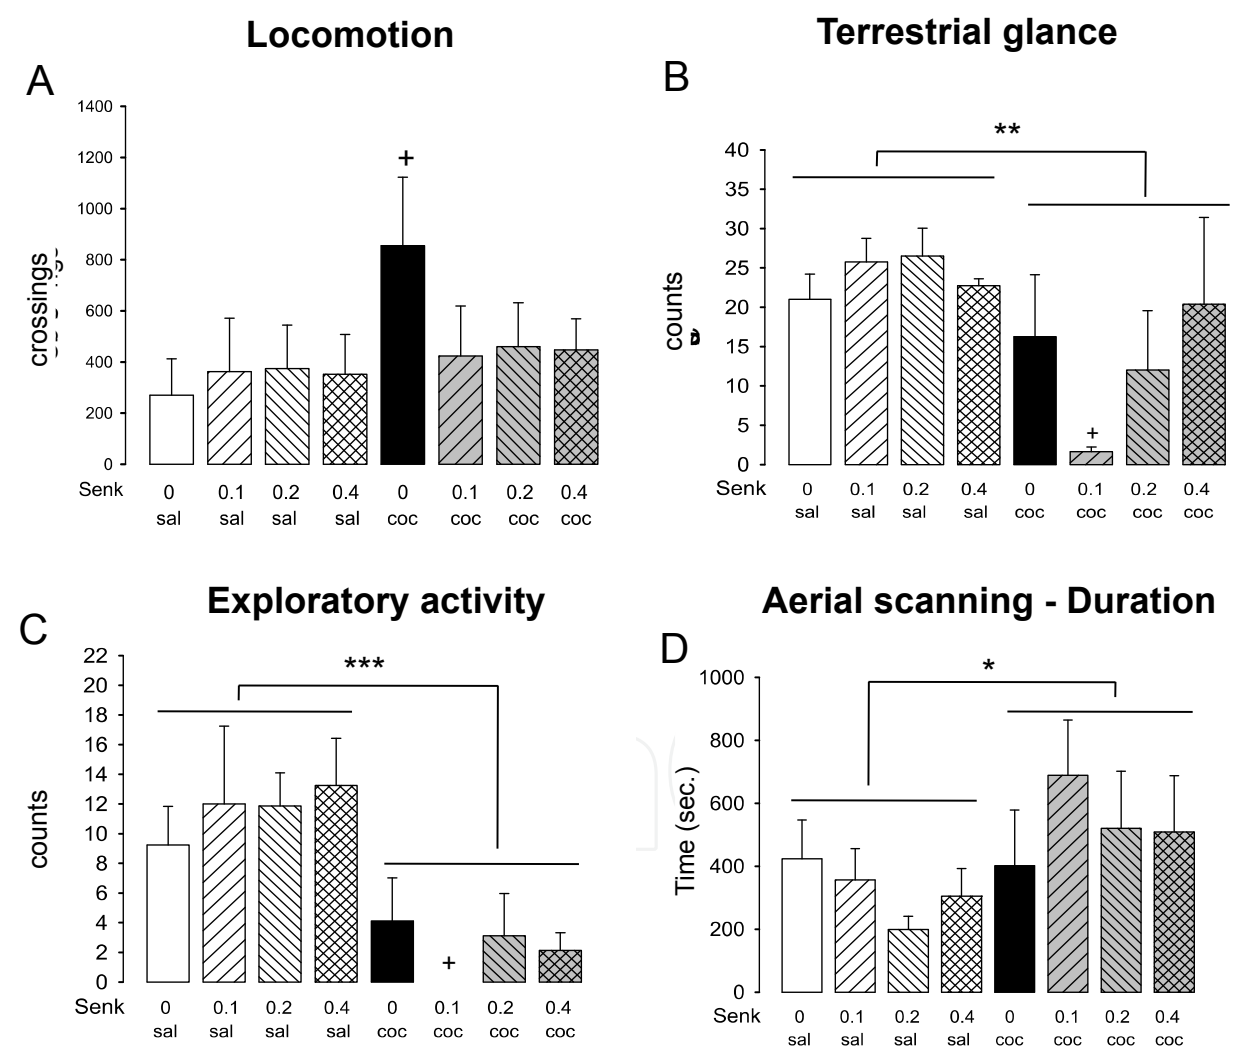 Locomotion
A
1400
1200
1000
800
600
400
200
0
crossings
+
Senk 0 0.1 0.2 0.4 0 0.1 0.2 0.4
sal sal sal sal coc coc coc coc
Terrestrial glance
B
**
40
35
30
25
20
15
10
5
0
counts
+
Senk 0 0.1 0.2 0.4 0 0.1 0.2 0.4
sal sal sal sal coc coc coc coc
Exploratory activity
C
***
22
20
18
16
14
12
10
8
6
4
2
0
counts
+
Senk 0 0.1 0.2 0.4 0 0.1 0.2 0.4
sal sal sal sal coc coc coc coc
Aerial scanning - Duration
D
*
1000
800
600
400
200
0
Time (sec.)
Senk 0 0.1 0.2 0.4 0 0.1 0.2 0.4
sal sal sal sal coc coc coc coc